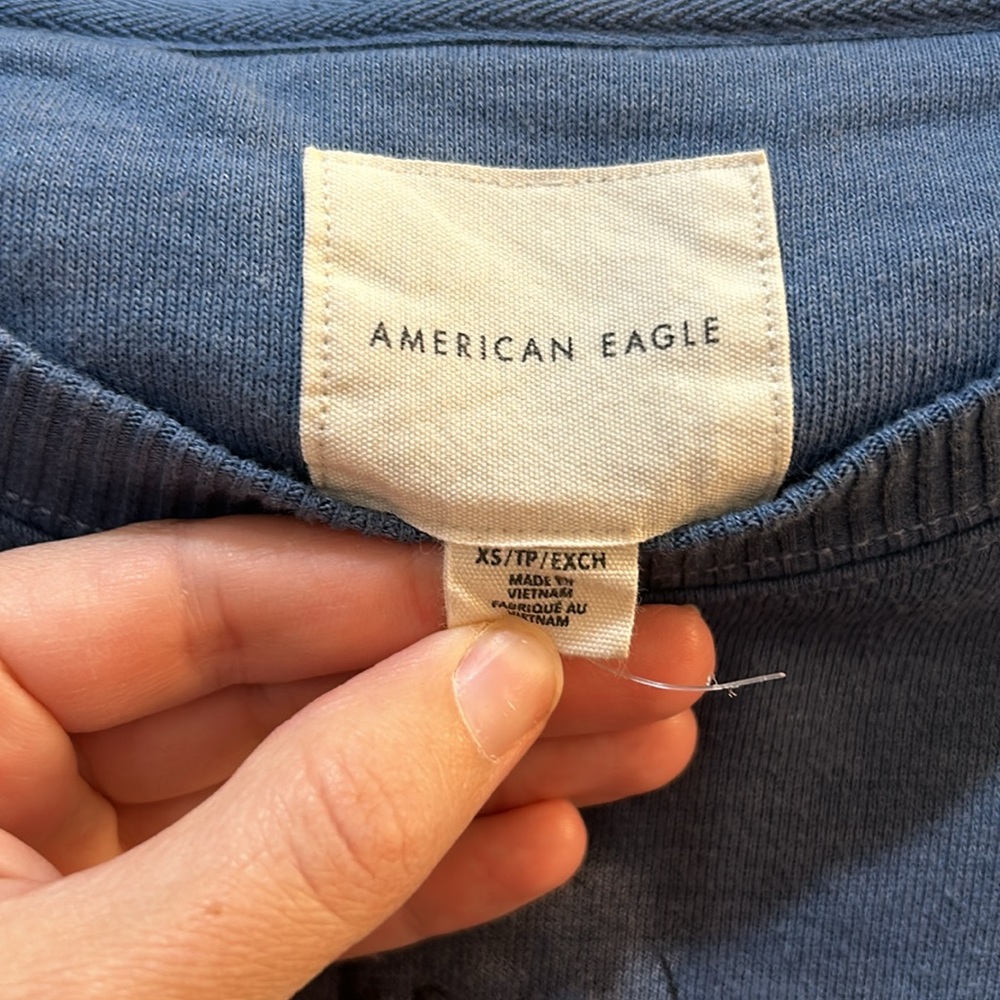 AMERICAN EAGLE
XS/TP/EXCH
MADE IN
VIETNAM
FABRIQUÉ AU
VIETNAM